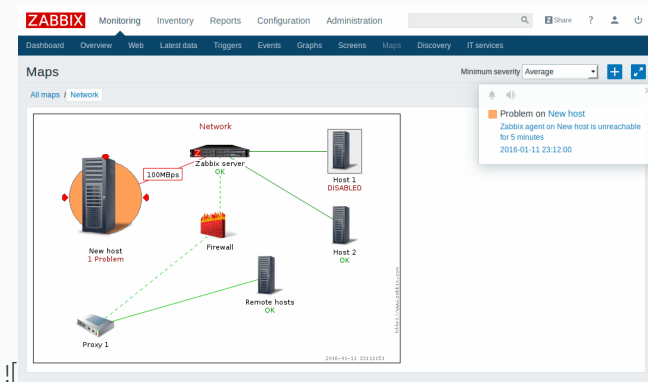 ZABBIX Monitoring Inventory Reports Configuration Administration Z Share ?
Dashboard Overview Web Latest data Triggers Events Graphs Screens Maps Discovery IT services
Maps
Minimum severity Average
All maps / Network
Problem on New host
Zabbix agent on New host is unreachable
for 5 minutes
2016-01-11 23:12:00
Network
Z
Zabbix server
OK
100MBps
Host 1
DISABLED
New host
1 Problem
Firewall
Host 2
OK
Remote hosts
OK
Proxy 1
http://www.zabbix.com
2016-01-11 23:12:51
![